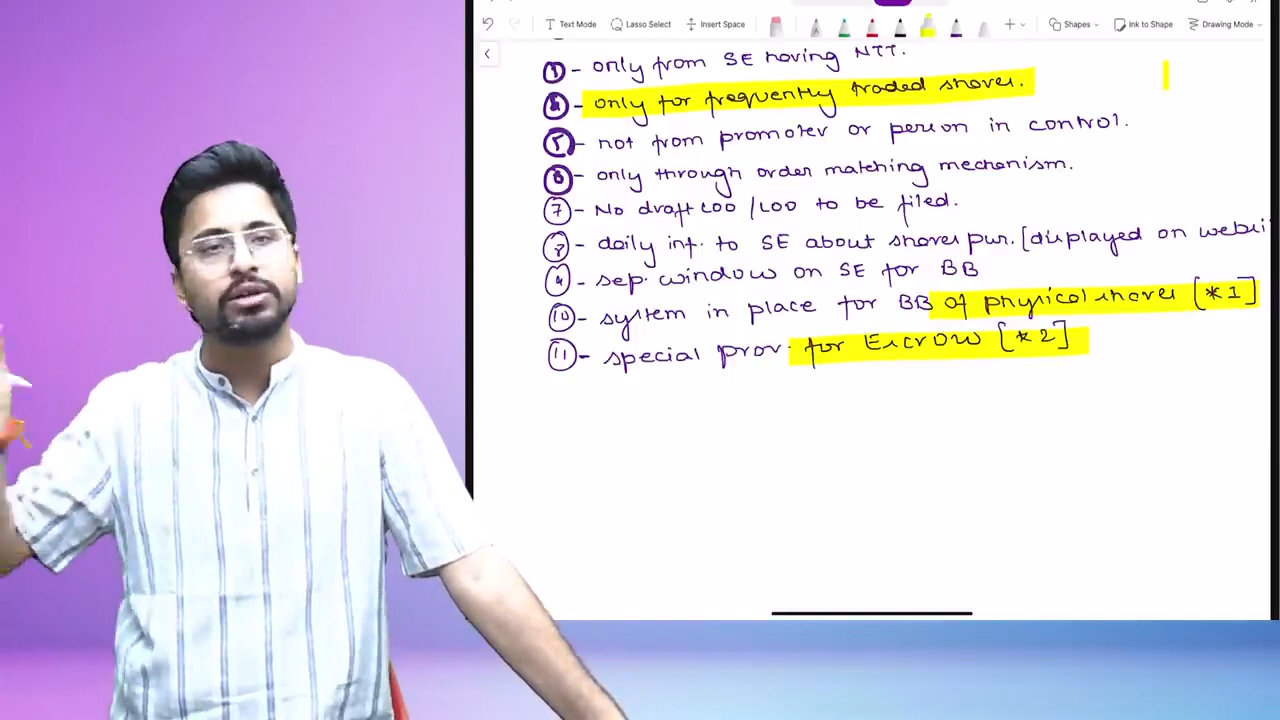 Text Mode Lasso Select Insert Space Shapes Ink to Shape Drawing Mode
③ - only from SE having NTT.
④ - only for frequently traded shares.
⑤ - not from promoter or person in control.
⑥ - only through order matching mechanism.
⑦ - No draft LOO / LOO to be filed.
⑧ - daily inf. to SE about shares pur. [displayed on websi
⑨ - sep. window on SE for BB
⑩ - system in place for BB of physical shares [*1]
⑪ - special prov. for Escrow [*2]